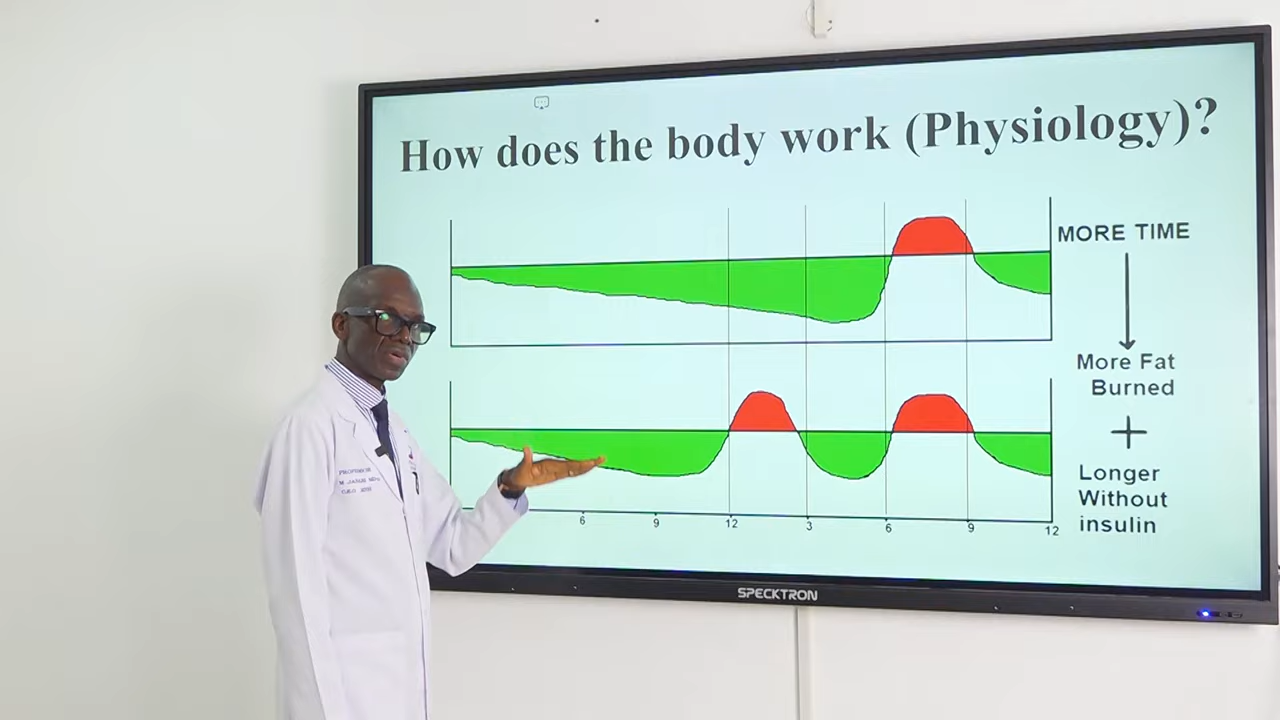 How does the body work (Physiology)?
MORE TIME
More Fat
Burned
+
Longer
Without
insulin
6 9 12 3 6 9 12
PROFESSOR
SPECKTRON